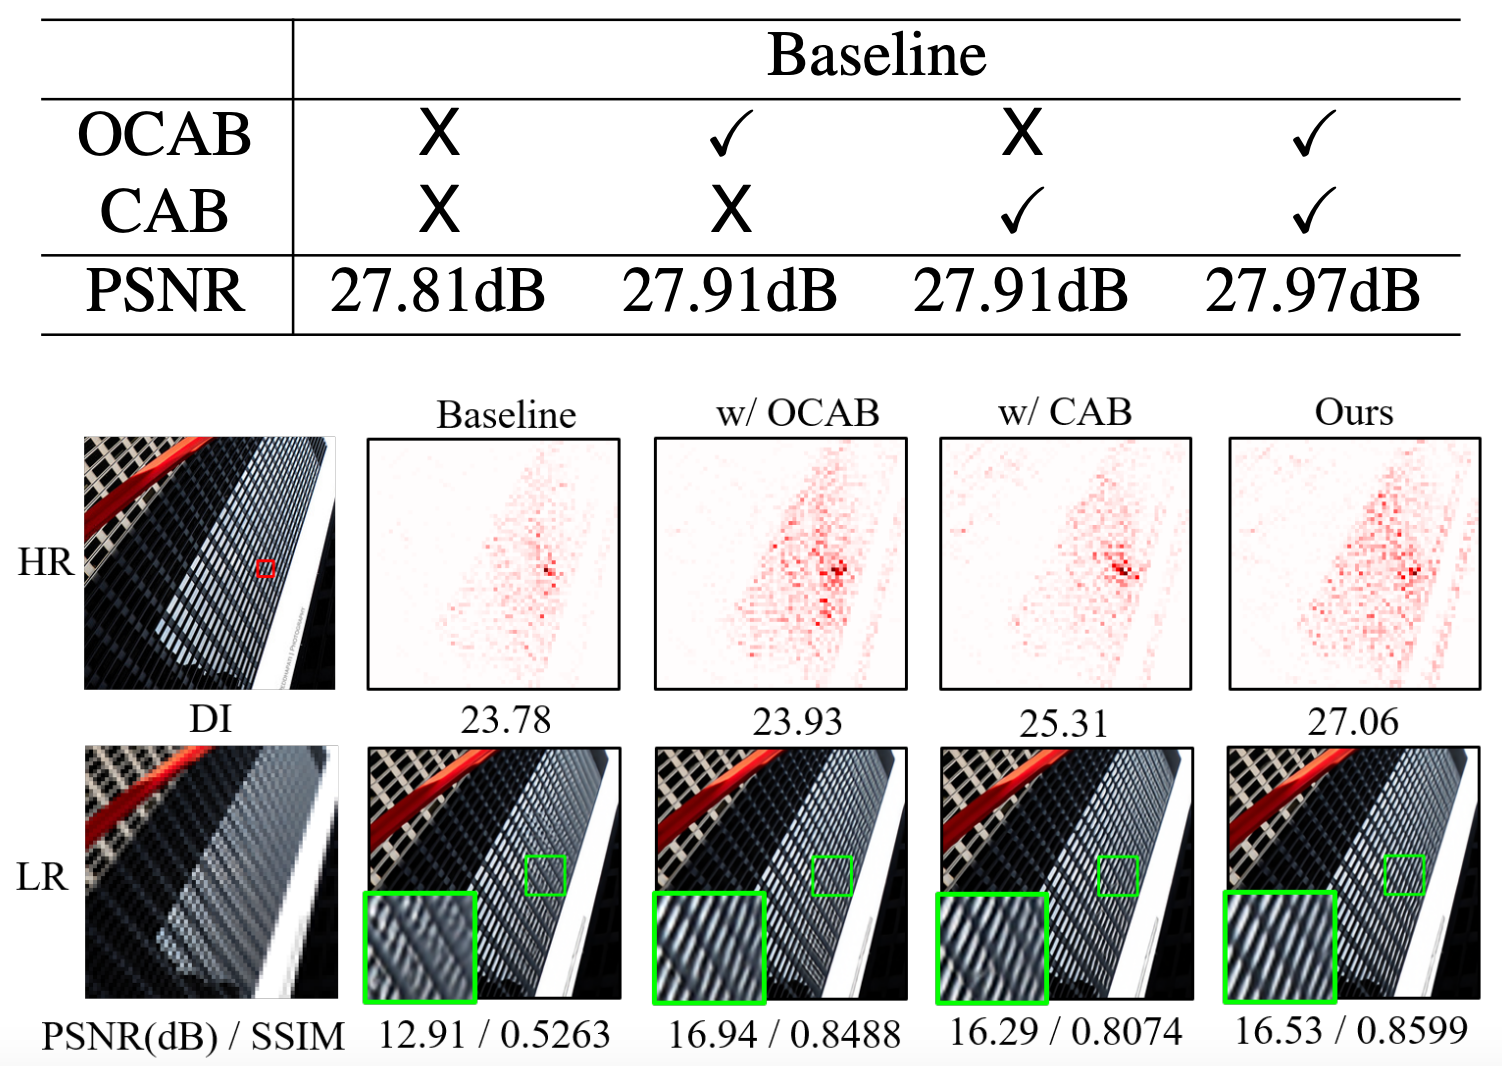 Baseline
OCAB X ✓ X ✓
CAB X X ✓ ✓
PSNR 27.81dB 27.91dB 27.91dB 27.97dB
Baseline w/ OCAB w/ CAB Ours
HR
DI 23.78 23.93 25.31 27.06
LR
PSNR(dB) / SSIM 12.91 / 0.5263 16.94 / 0.8488 16.29 / 0.8074 16.53 / 0.8599